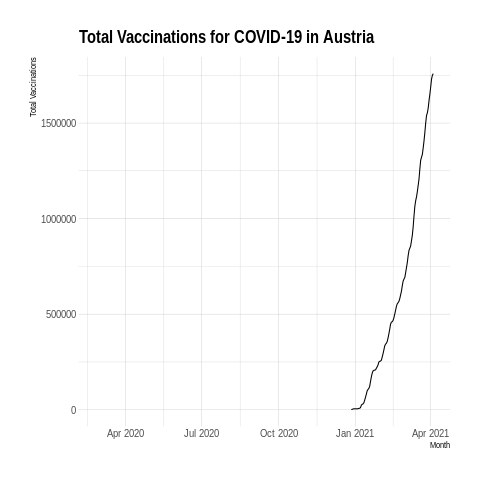 Total Vaccinations for COVID-19 in Austria
Total Vaccinations
1500000
1000000
500000
0
Apr 2020 Jul 2020 Oct 2020 Jan 2021 Apr 2021
Month